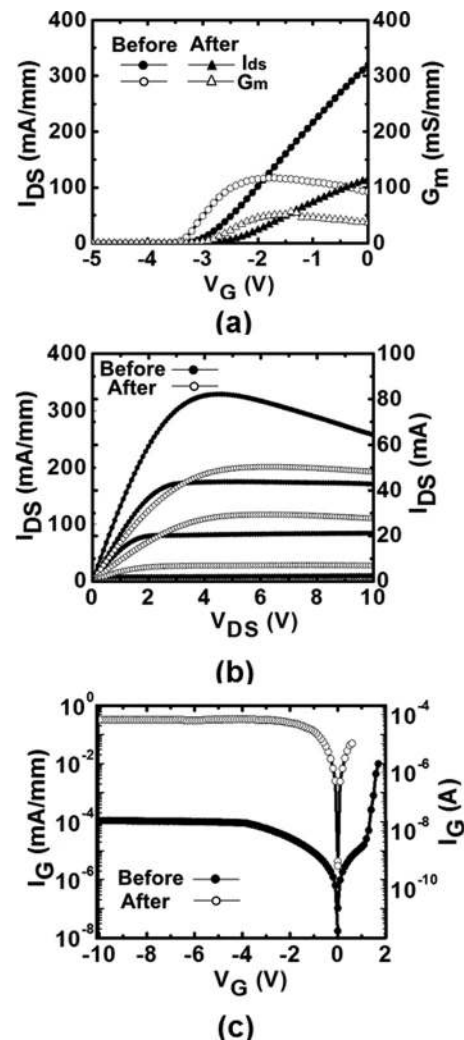 Before After
Ids
Gm
I_DS (mA/mm)
400
300
200
100
0
G_m (mS/mm)
400
300
200
100
0
-5 -4 -3 -2 -1 0
V_G (V)
(a)
Before
After
I_DS (mA/mm)
400
300
200
100
0
I_DS (mA)
100
80
60
40
20
0
0 2 4 6 8 10
V_DS (V)
(b)
I_G (mA/mm)
10^0
10^-2
10^-4
10^-6
10^-8
I_G (A)
10^-4
10^-6
10^-8
10^-10
Before
After
-10 -8 -6 -4 -2 0 2
V_G (V)
(c)